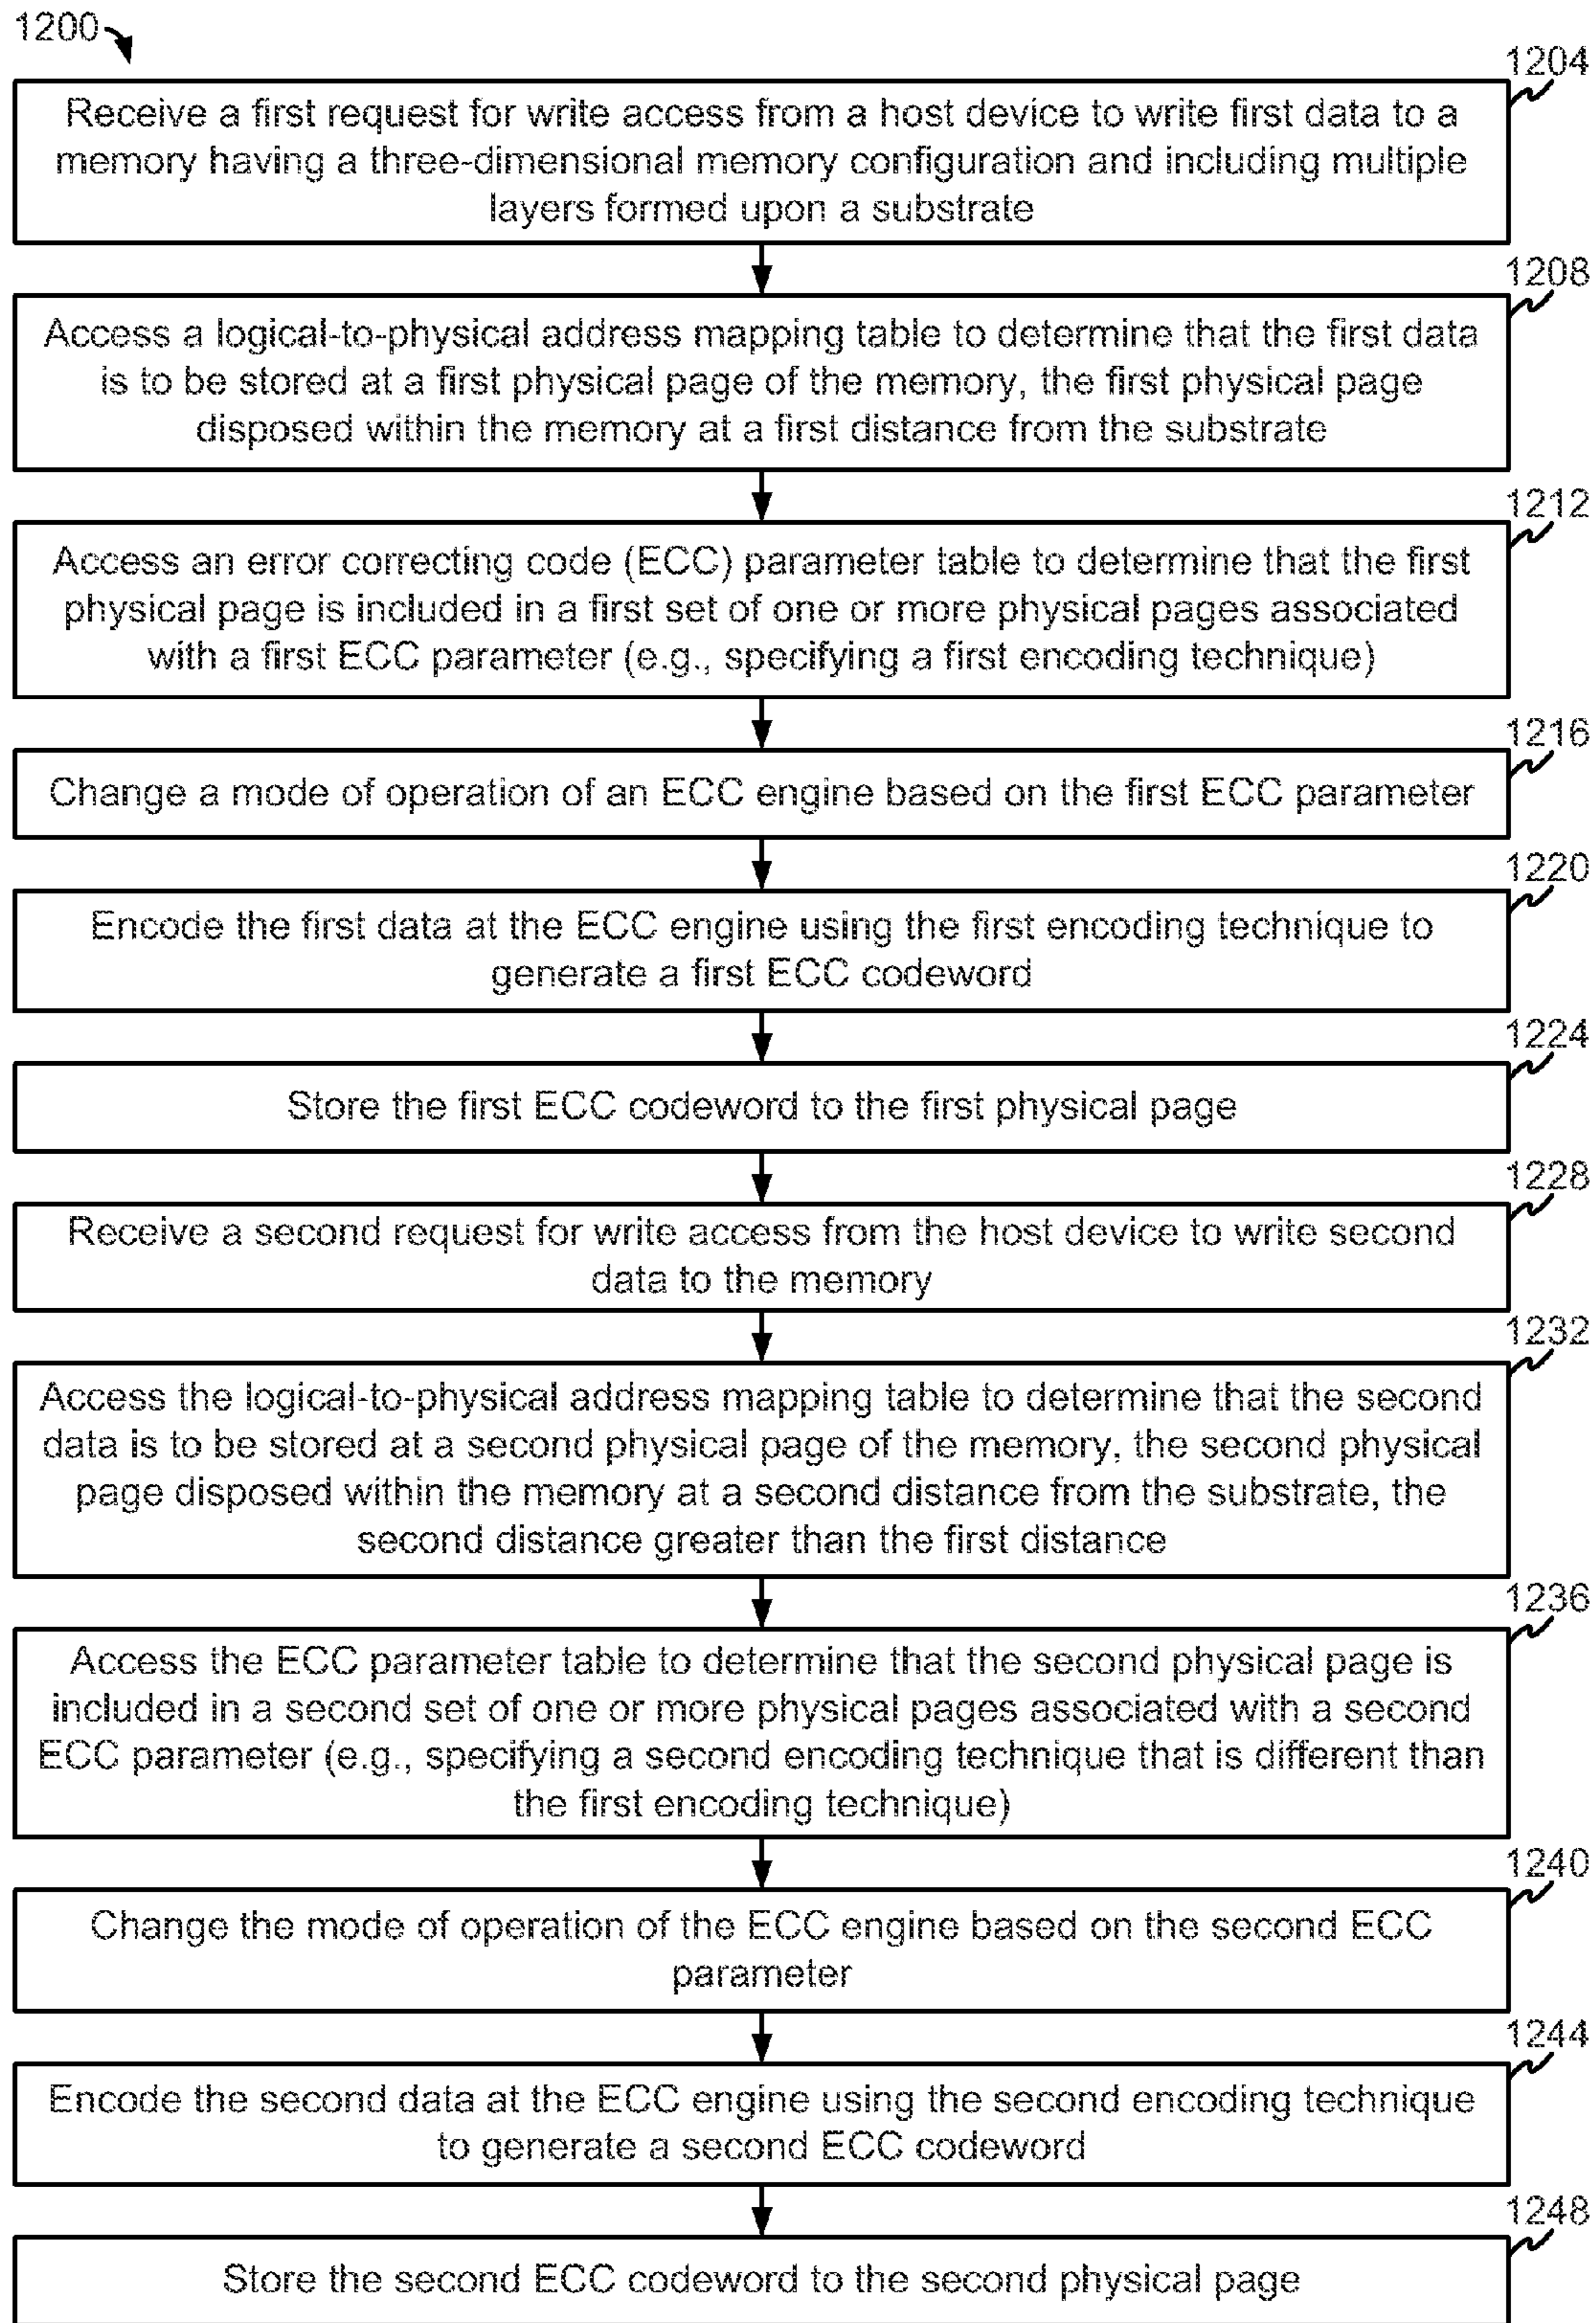 1200
1204
Receive a first request for write access from a host device to write first data to a
memory having a three-dimensional memory configuration and including multiple
layers formed upon a substrate
1208
Access a logical-to-physical address mapping table to determine that the first data
is to be stored at a first physical page of the memory, the first physical page
disposed within the memory at a first distance from the substrate
1212
Access an error correcting code (ECC) parameter table to determine that the first
physical page is included in a first set of one or more physical pages associated
with a first ECC parameter (e.g., specifying a first encoding technique)
1216
Change a mode of operation of an ECC engine based on the first ECC parameter
1220
Encode the first data at the ECC engine using the first encoding technique to
generate a first ECC codeword
1224
Store the first ECC codeword to the first physical page
1228
Receive a second request for write access from the host device to write second
data to the memory
1232
Access the logical-to-physical address mapping table to determine that the second
data is to be stored at a second physical page of the memory, the second physical
page disposed within the memory at a second distance from the substrate, the
second distance greater than the first distance
1236
Access the ECC parameter table to determine that the second physical page is
included in a second set of one or more physical pages associated with a second
ECC parameter (e.g., specifying a second encoding technique that is different than
the first encoding technique)
1240
Change the mode of operation of the ECC engine based on the second ECC
parameter
1244
Encode the second data at the ECC engine using the second encoding technique
to generate a second ECC codeword
1248
Store the second ECC codeword to the second physical page